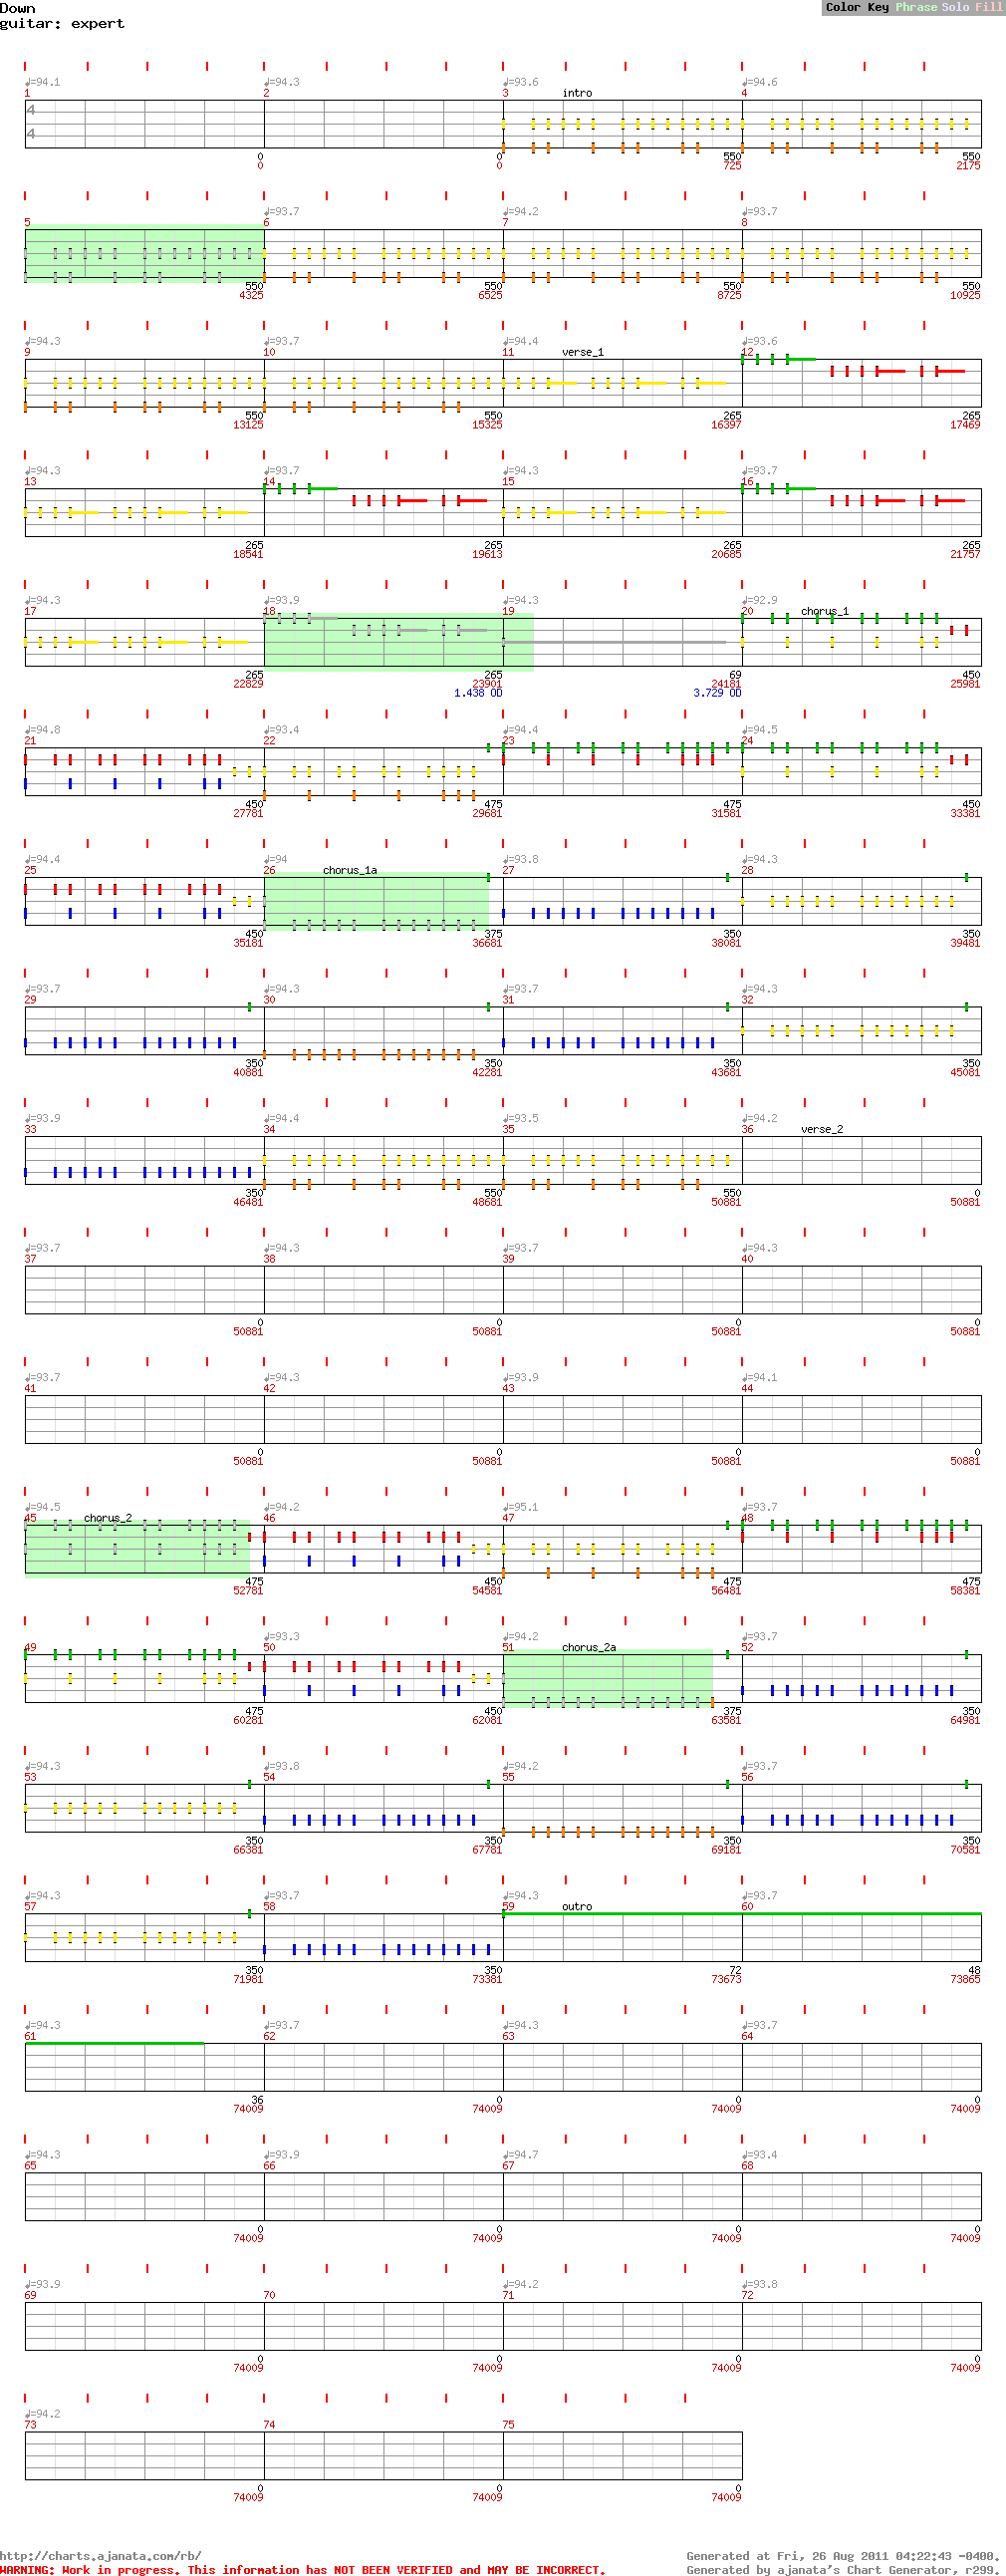 Down
Color Key Phrase Solo Fill
guitar: expert
♩=94.1 ♩=94.3 ♩=93.6 ♩=94.6
1 2 3 intro 4
4
4
0 0 550 550
0 0 725 2175
♩=93.7 ♩=94.2 ♩=93.7
5 6 7 8
550 550 550 550
4325 6525 8725 10925
♩=94.3 ♩=93.7 ♩=94.4 ♩=93.6
9 10 11 verse_1 12
550 550 265 265
13125 15325 16397 17469
♩=94.3 ♩=93.7 ♩=94.3 ♩=93.7
13 14 15 16
265 265 265 265
18541 19613 20685 21757
♩=94.3 ♩=93.9 ♩=94.3 ♩=92.9
17 18 19 20 chorus_1
265 265 69 450
22829 23901 24181 25981
1.438 OD 3.729 OD
♩=94.8 ♩=93.4 ♩=94.4 ♩=94.5
21 22 23 24
450 475 475 450
27781 29681 31581 33381
♩=94.4 ♩=94 ♩=93.8 ♩=94.3
25 26 chorus_1a 27 28
450 375 350 350
35181 36681 38081 39481
♩=93.7 ♩=94.3 ♩=93.7 ♩=94.3
29 30 31 32
350 350 350 350
40881 42281 43681 45081
♩=93.9 ♩=94.4 ♩=93.5 ♩=94.2
33 34 35 36 verse_2
350 550 550 0
46481 48681 50881 50881
♩=93.7 ♩=94.3 ♩=93.7 ♩=94.3
37 38 39 40
0 0 0 0
50881 50881 50881 50881
♩=93.7 ♩=94.3 ♩=93.9 ♩=94.1
41 42 43 44
0 0 0 0
50881 50881 50881 50881
♩=94.5 ♩=94.2 ♩=95.1 ♩=93.7
45 chorus_2 46 47 48
475 450 475 475
52781 54581 56481 58381
♩=93.3 ♩=94.2 ♩=93.7
49 50 51 chorus_2a 52
475 450 375 350
60281 62081 63581 64981
♩=94.3 ♩=93.8 ♩=94.2 ♩=93.7
53 54 55 56
350 350 350 350
66381 67781 69181 70581
♩=94.3 ♩=93.7 ♩=94.3 ♩=93.7
57 58 59 outro 60
350 350 72 48
71981 73381 73673 73865
♩=94.3 ♩=93.7 ♩=94.3 ♩=93.7
61 62 63 64
36 0 0 0
74009 74009 74009 74009
♩=94.3 ♩=93.9 ♩=94.7 ♩=93.4
65 66 67 68
0 0 0 0
74009 74009 74009 74009
♩=93.9 ♩=94.2 ♩=93.8
69 70 71 72
0 0 0 0
74009 74009 74009 74009
♩=94.2
73 74 75
0 0 0
74009 74009 74009
http://charts.ajanata.com/rb/
Generated at Fri, 26 Aug 2011 04:22:43 -0400.
WARNING: Work in progress. This information has NOT BEEN VERIFIED and MAY BE INCORRECT.
Generated by ajanata's Chart Generator, r299.